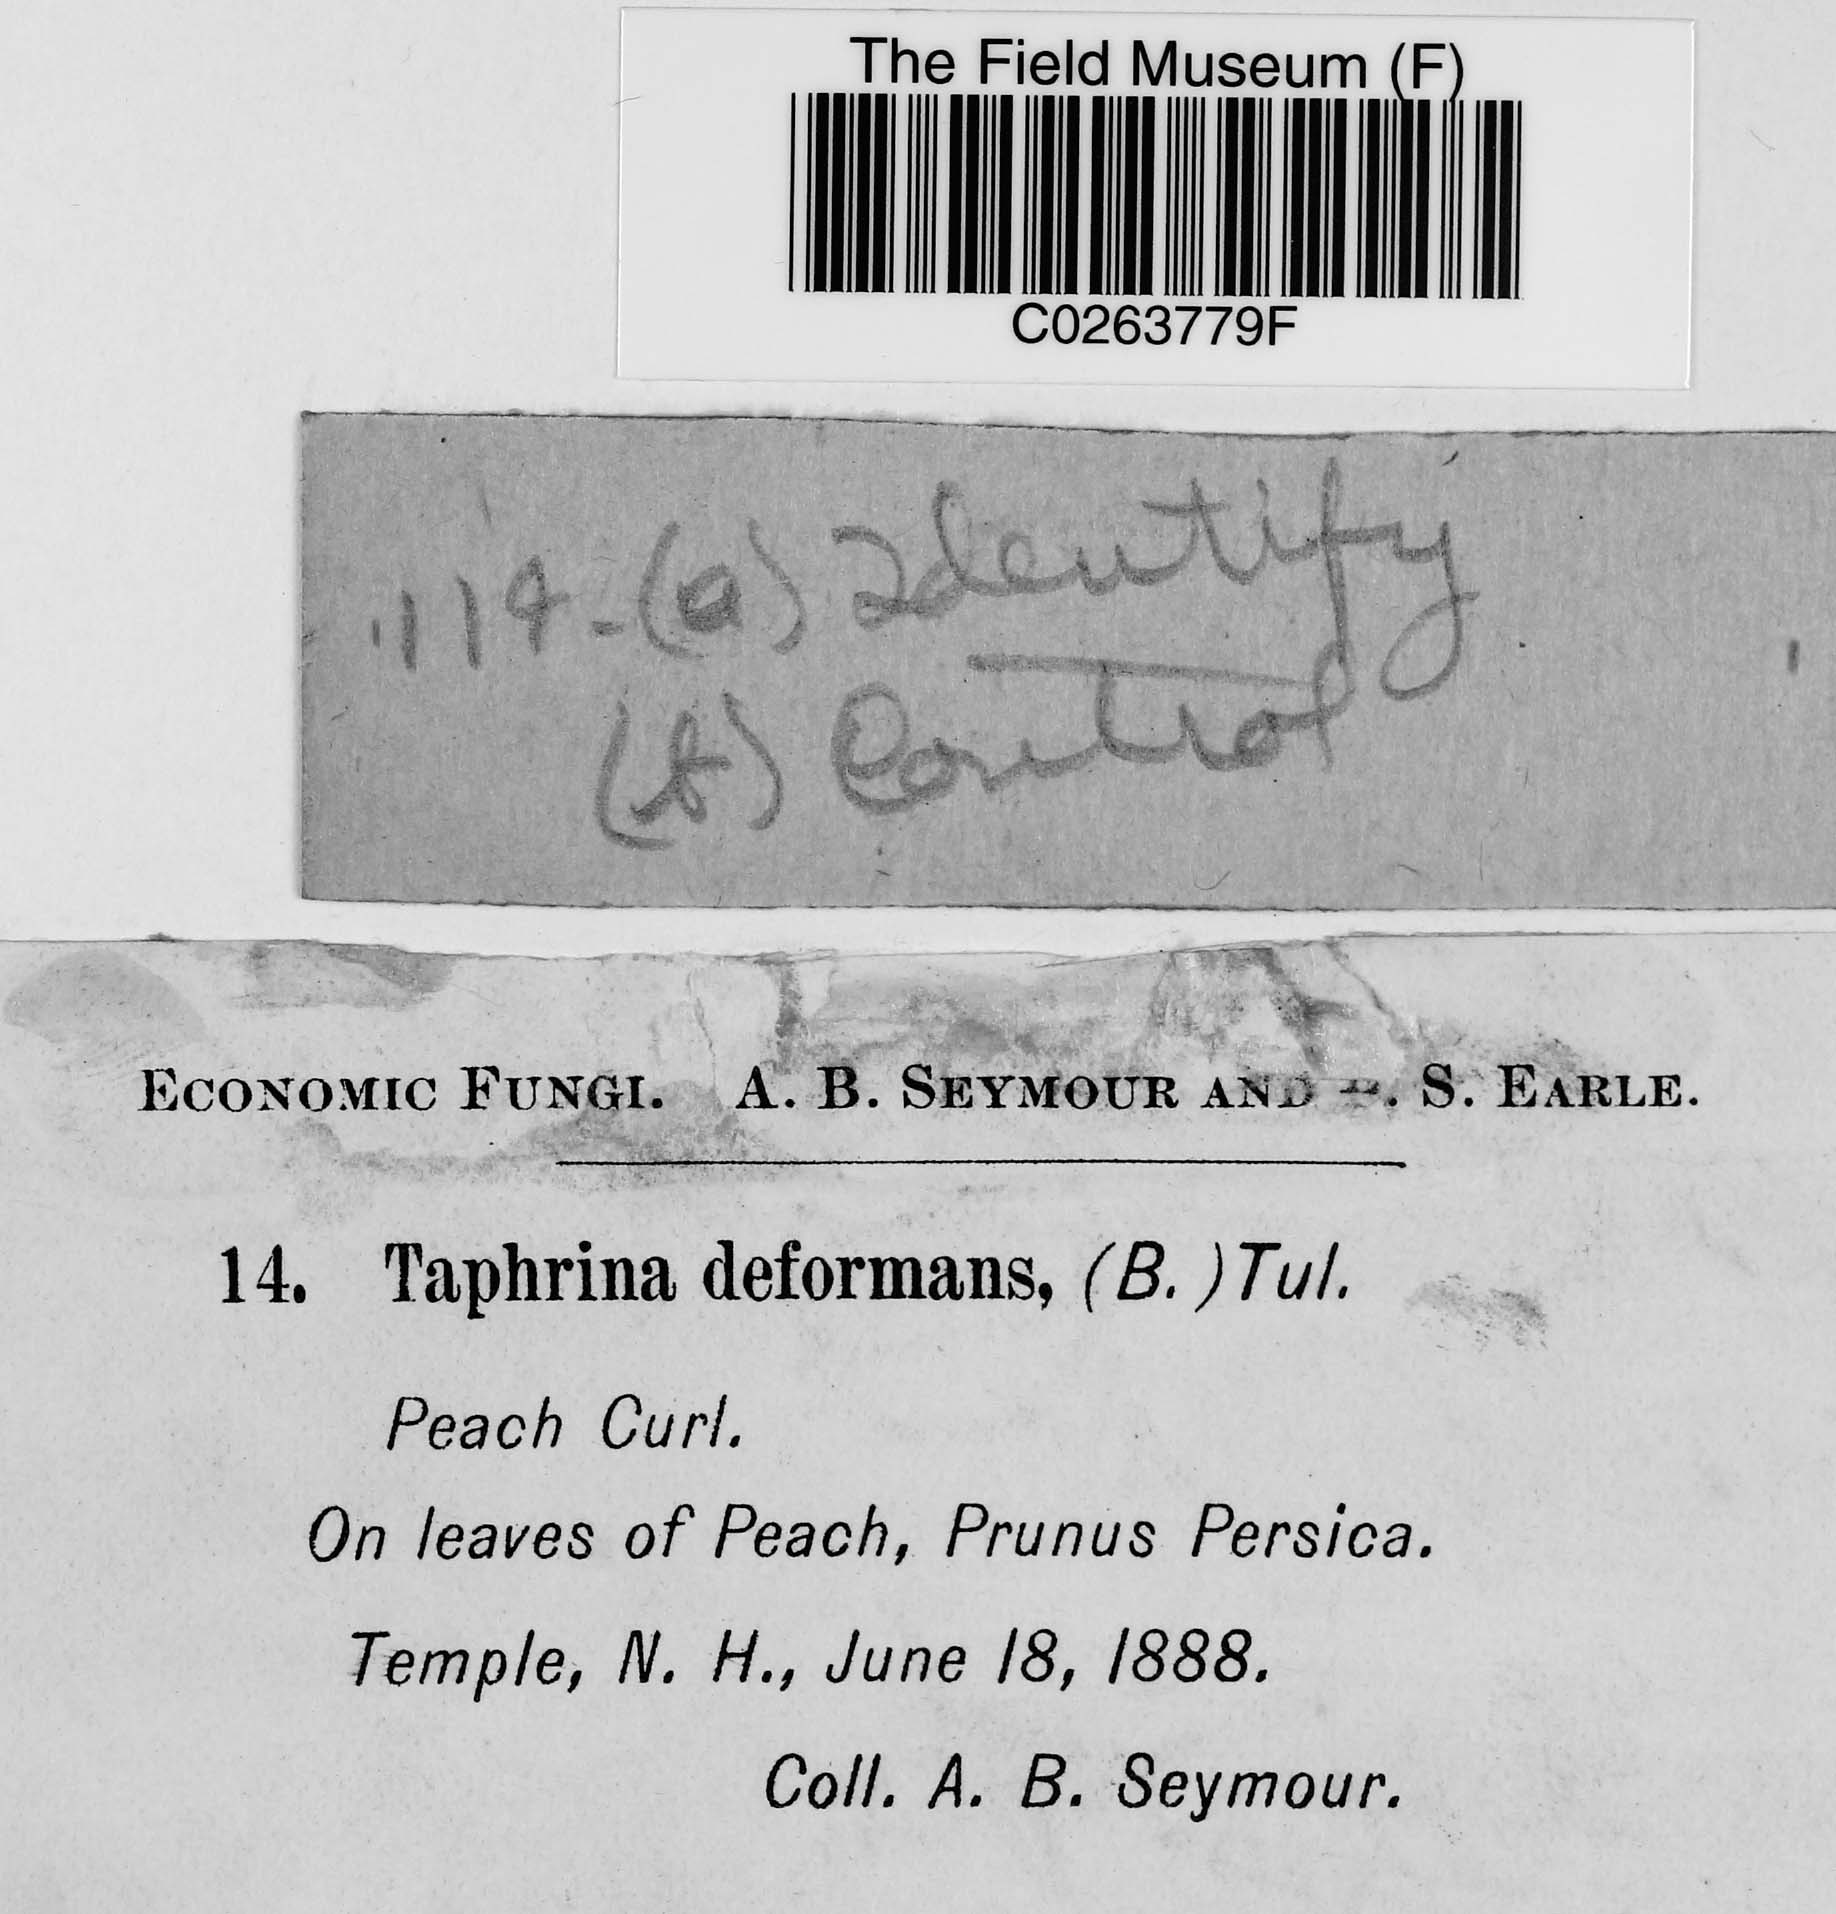 The Field Museum (F)
C0263779F
119-(a) Identify
(b) Control
ECONOMIC FUNGI. A. B. SEYMOUR AND . S. EARLE.
14. Taphrina deformans, (B.) Tul.
Peach Curl.
On leaves of Peach, Prunus Persica.
Temple, N. H., June 18, 1888.
Coll. A. B. Seymour.